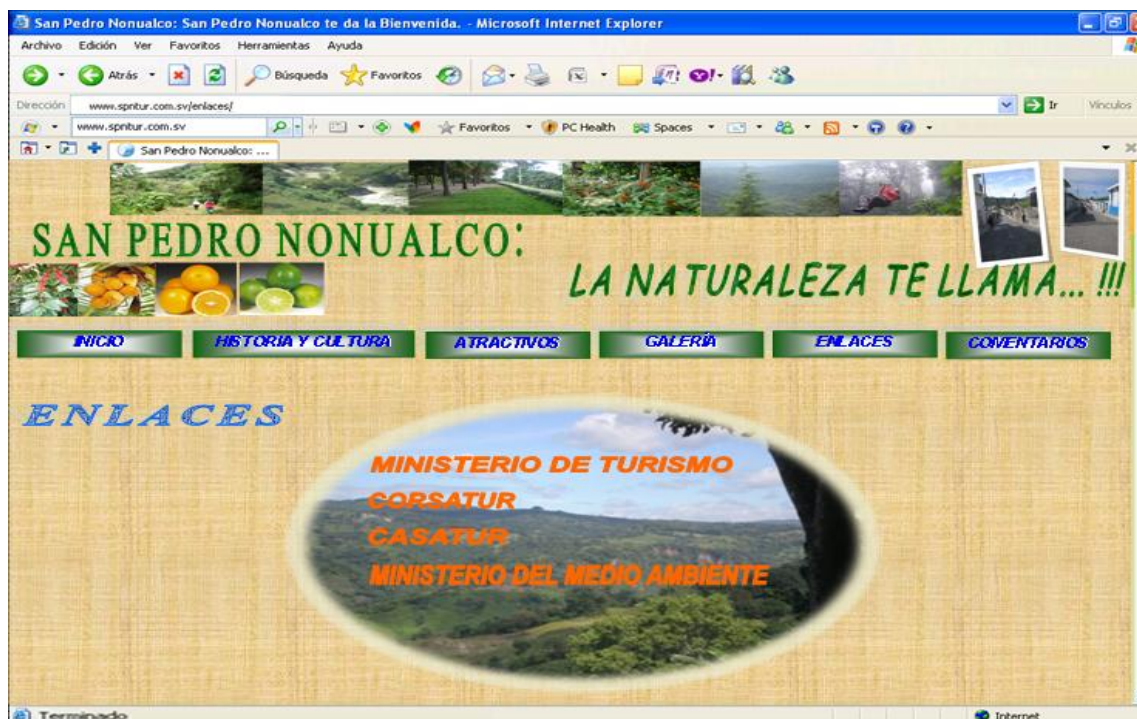 San Pedro Nonualco: San Pedro Nonualco te da la Bienvenida. - Microsoft Internet Explorer
Archivo Edición Ver Favoritos Herramientas Ayuda
Atrás Búsqueda Favoritos
Dirección www.spntur.com.sv/enlaces/ Ir Vínculos
www.spntur.com.sv Favoritos PC Health Spaces
San Pedro Nonualco: ...
SAN PEDRO NONUALCO:
LA NATURALEZA TE LLAMA... !!!
INICIO HISTORIA Y CULTURA ATRACTIVOS GALERÍA ENLACES COMENTARIOS
ENLACES
MINISTERIO DE TURISMO
CORSATUR
CASATUR
MINISTERIO DEL MEDIO AMBIENTE
Terminado Internet